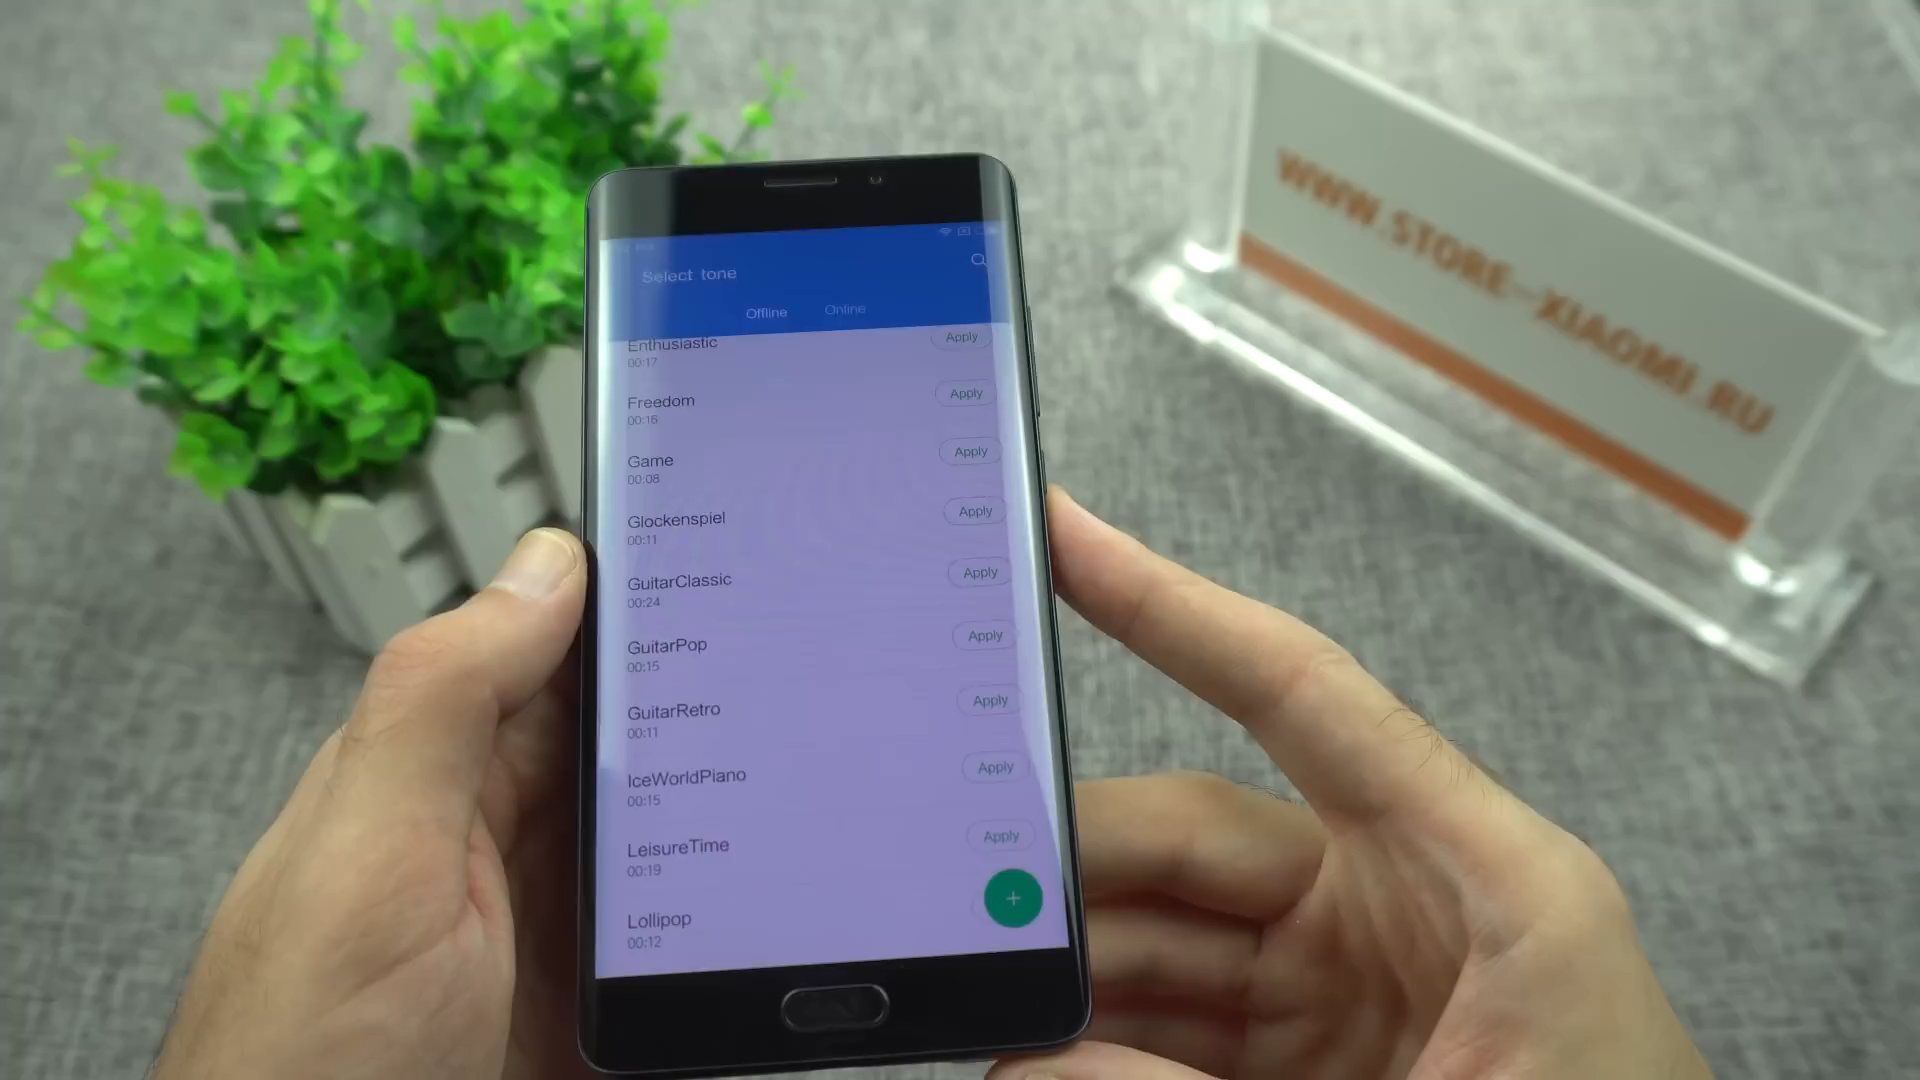 Select tone
Offline Online
Enthusiastic Apply
00:17
Freedom Apply
00:16
Game Apply
00:08
Glockenspiel Apply
00:11
GuitarClassic Apply
00:24
GuitarPop Apply
00:15
GuitarRetro Apply
00:11
IceWorldPiano Apply
00:15
LeisureTime Apply
00:19
Lollipop
00:12
+
WWW.STORE-XIAOMI.RU